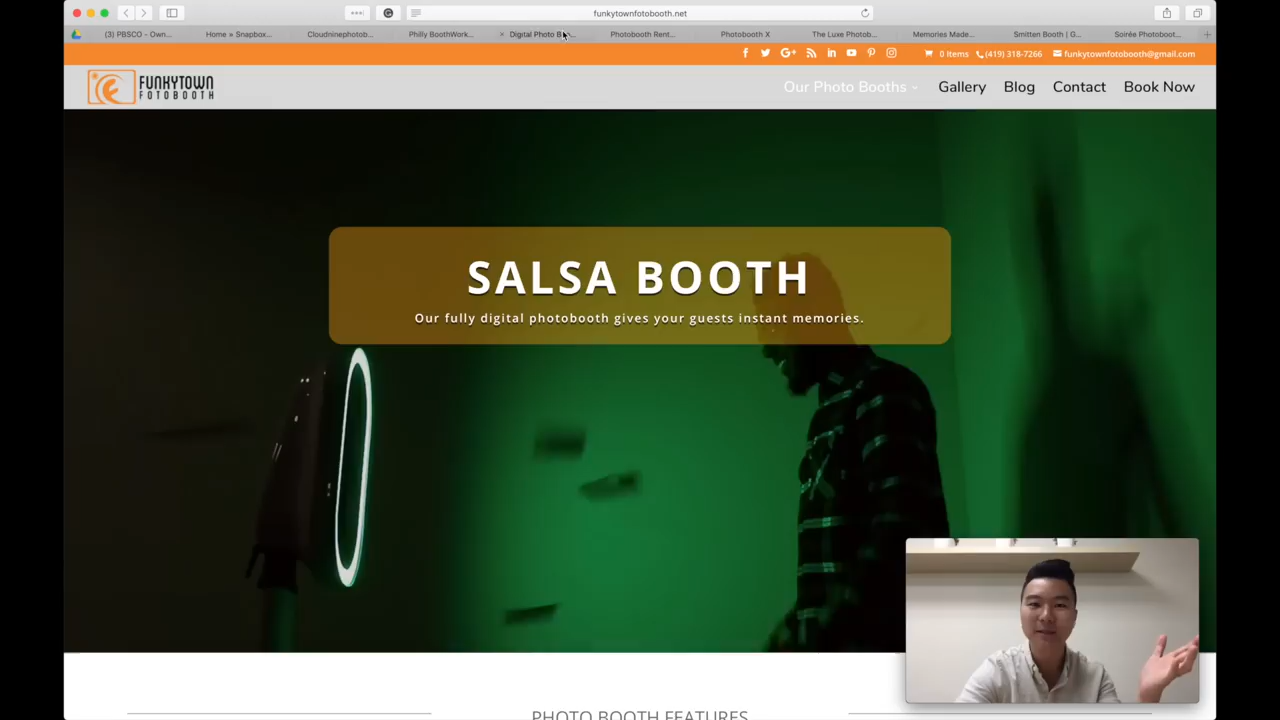 funkytownfotobooth.net
(3) PBSCO - Own...
Home » Snapbox...
Cloudninephotob...
Philly BoothWork...
Digital Photo
Photobooth Rent...
Photobooth X
The Luxe Photob...
Memories Made...
Smitten Booth | G...
Soirée Photoboot...
0 Items
(419) 318-7266
funkytownfotobooth@gmail.com
FUNKYTOWN
FOTOBOOTH
Our Photo Booths
Gallery
Blog
Contact
Book Now
SALSA BOOTH
Our fully digital photobooth gives your guests instant memories.
PHOTO BOOTH FEATURES